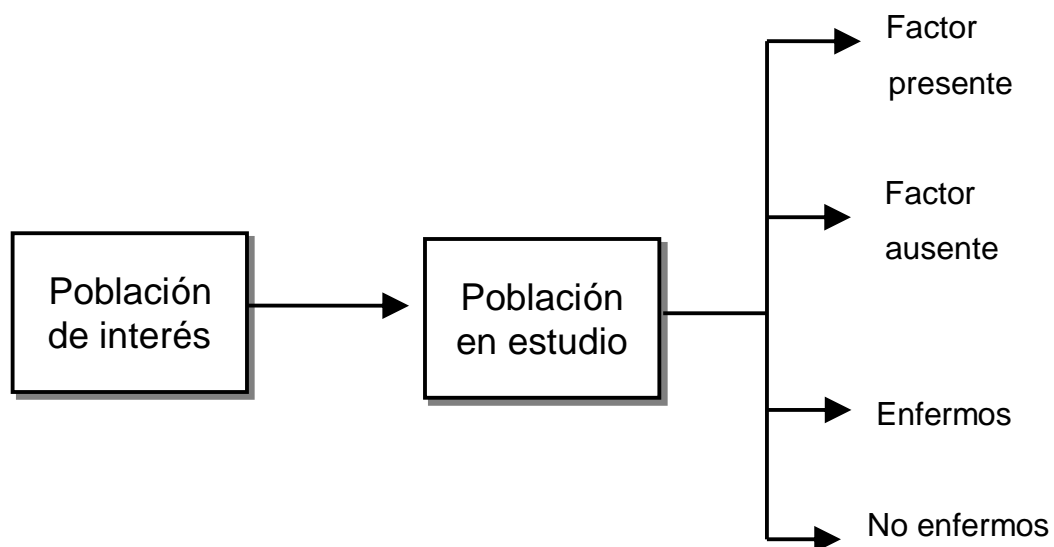 Población
de interés
Población
en estudio
Factor
presente
Factor
ausente
Enfermos
No enfermos